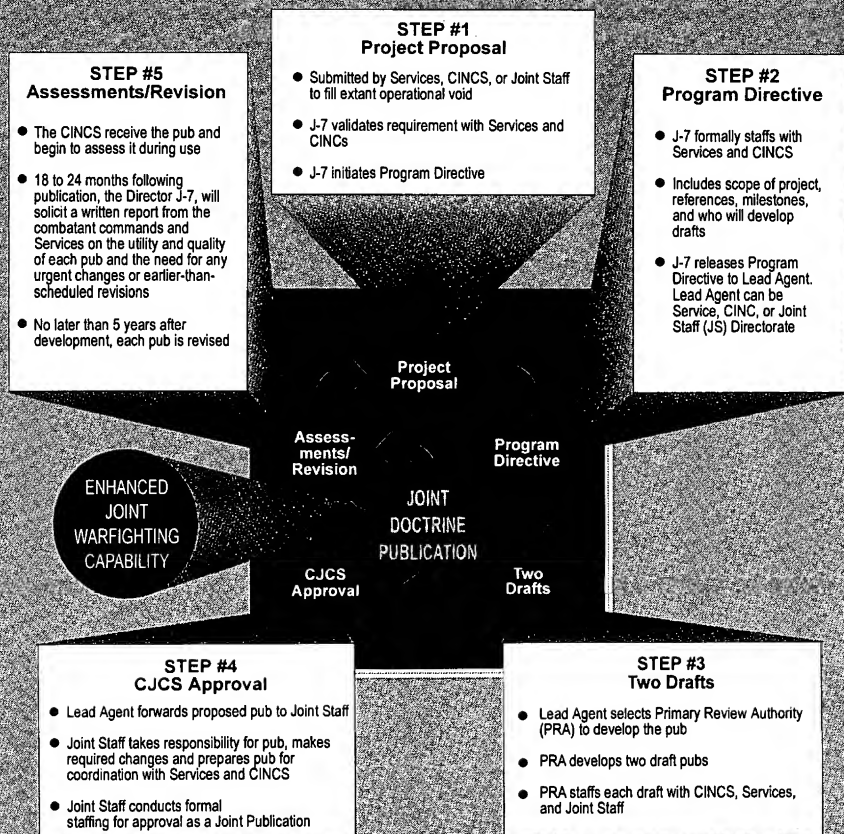 STEP #1
Project Proposal
● Submitted by Services, CINCS, or Joint Staff
to fill extant operational void
● J-7 validates requirement with Services and
CINCs
● J-7 initiates Program Directive
STEP #2
Program Directive
● J-7 formally staffs with
Services and CINCS
● Includes scope of project,
references, milestones,
and who will develop
drafts
● J-7 releases Program
Directive to Lead Agent.
Lead Agent can be
Service, CINC, or Joint
Staff (JS) Directorate
STEP #3
Two Drafts
● Lead Agent selects Primary Review Authority
(PRA) to develop the pub
● PRA develops two draft pubs
● PRA staffs each draft with CINCS, Services,
and Joint Staff
STEP #4
CJCS Approval
● Lead Agent forwards proposed pub to Joint Staff
● Joint Staff takes responsibility for pub, makes
required changes and prepares pub for
coordination with Services and CINCS
● Joint Staff conducts formal
staffing for approval as a Joint Publication
STEP #5
Assessments/Revision
● The CINCS receive the pub and
begin to assess it during use
● 18 to 24 months following
publication, the Director J-7, will
solicit a written report from the
combatant commands and
Services on the utility and quality
of each pub and the need for any
urgent changes or earlier-than-
scheduled revisions
● No later than 5 years after
development, each pub is revised
Project
Proposal
Program
Directive
Two
Drafts
CJCS
Approval
Assess-
ments/
Revision
JOINT
DOCTRINE
PUBLICATION
ENHANCED
JOINT
WARFIGHTING
CAPABILITY